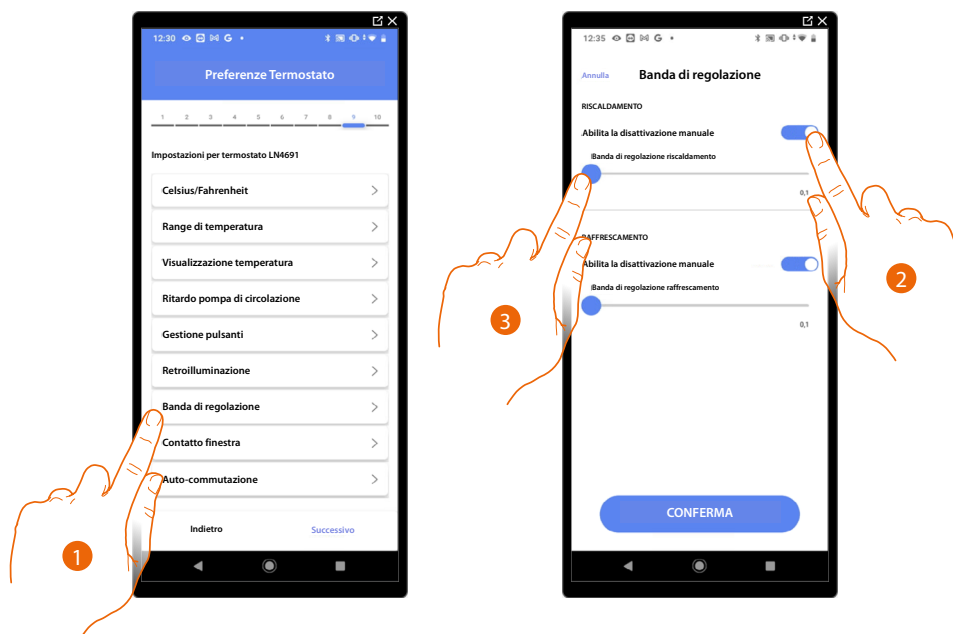 12:30
G
Preferenze Termostato
1 2 3 4 5 6 7 8 9 10
Impostazioni per termostato LN4691
Celsius/Fahrenheit
Range di temperatura
Visualizzazione temperatura
Ritardo pompa di circolazione
Gestione pulsanti
Retroilluminazione
Banda di regolazione
Contatto finestra
Auto-commutazione
Indietro
Successivo
1
12:35
G
Annulla
Banda di regolazione
RISCALDAMENTO
Abilita la disattivazione manuale
Banda di regolazione riscaldamento
0,1
RAFFRESCAMENTO
Abilita la disattivazione manuale
Banda di regolazione raffrescamento
0,1
CONFERMA
2
3